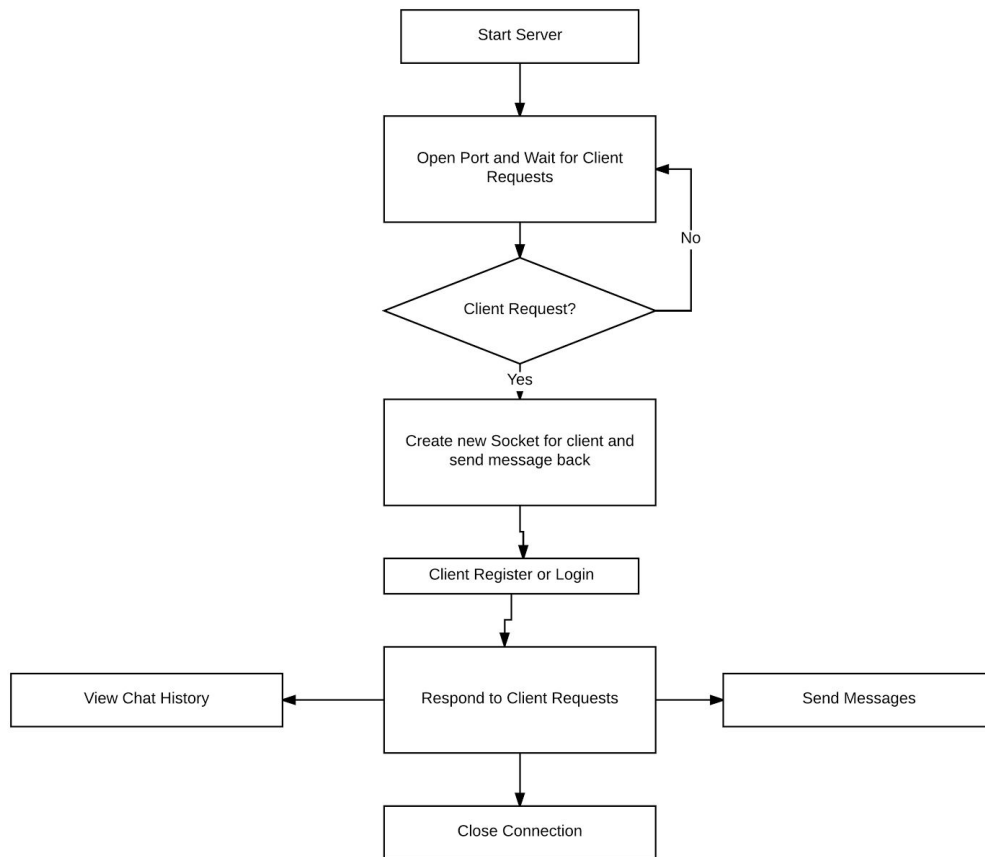 Start Server
Open Port and Wait for Client
Requests
No
Client Request?
Yes
Create new Socket for client and
send message back
Client Register or Login
View Chat History
Respond to Client Requests
Send Messages
Close Connection